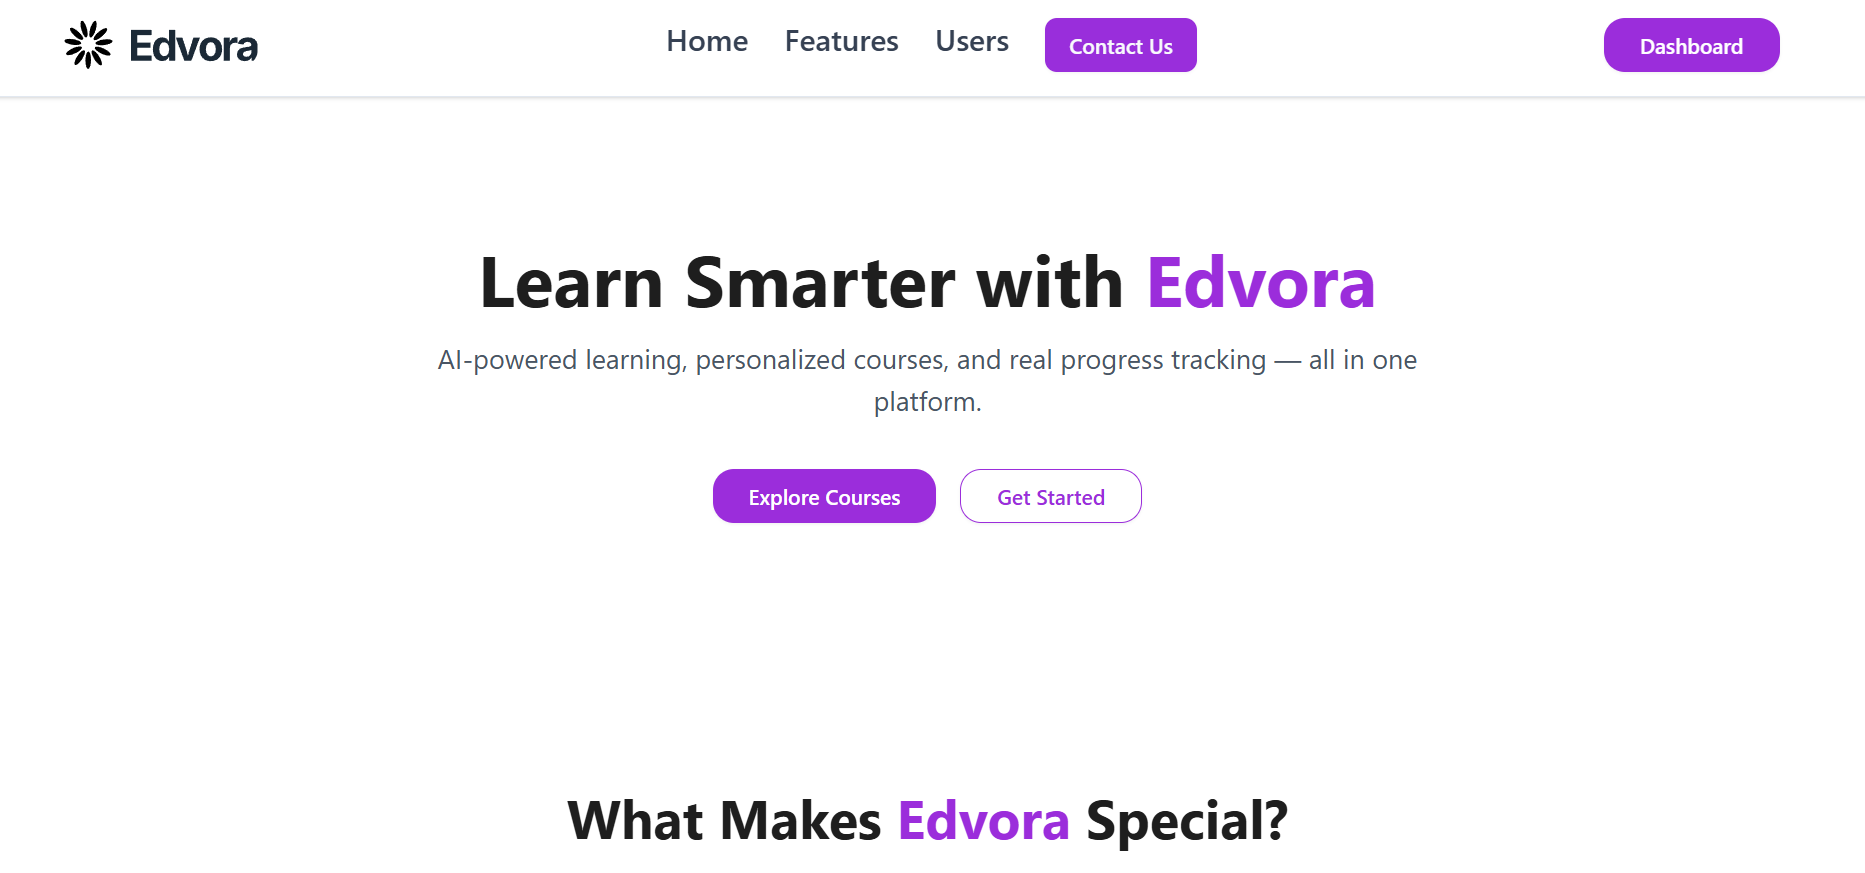 Edvora
Home Features Users Contact Us Dashboard
Learn Smarter with Edvora
AI-powered learning, personalized courses, and real progress tracking — all in one
platform.
Explore Courses Get Started
What Makes Edvora Special?